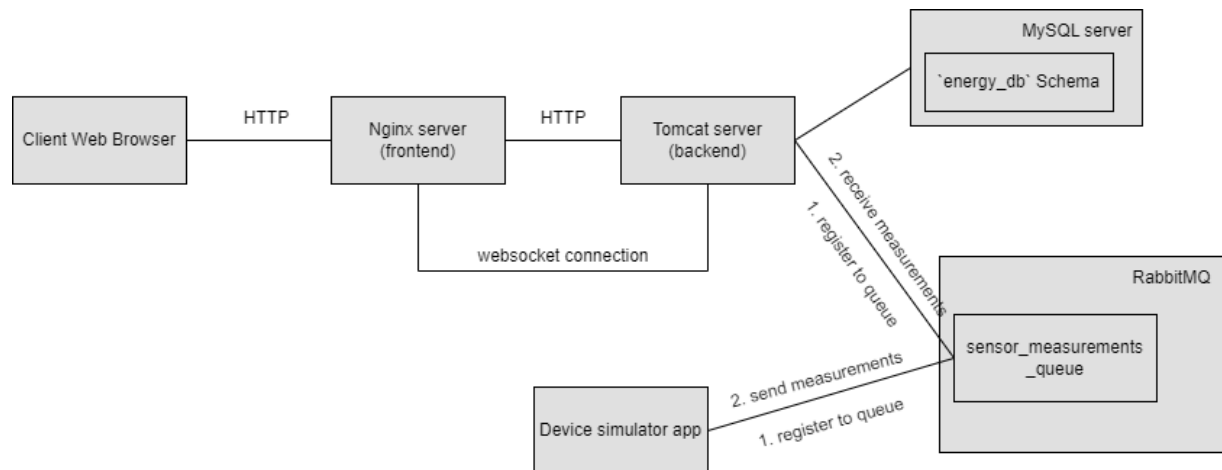 MySQL server
`energy_db` Schema
Client Web Browser
HTTP
Nginx server
(frontend)
HTTP
Tomcat server
(backend)
websocket connection
2. receive measurements
1. register to queue
RabbitMQ
sensor_measurements
_queue
2. send measurements
1. register to queue
Device simulator app